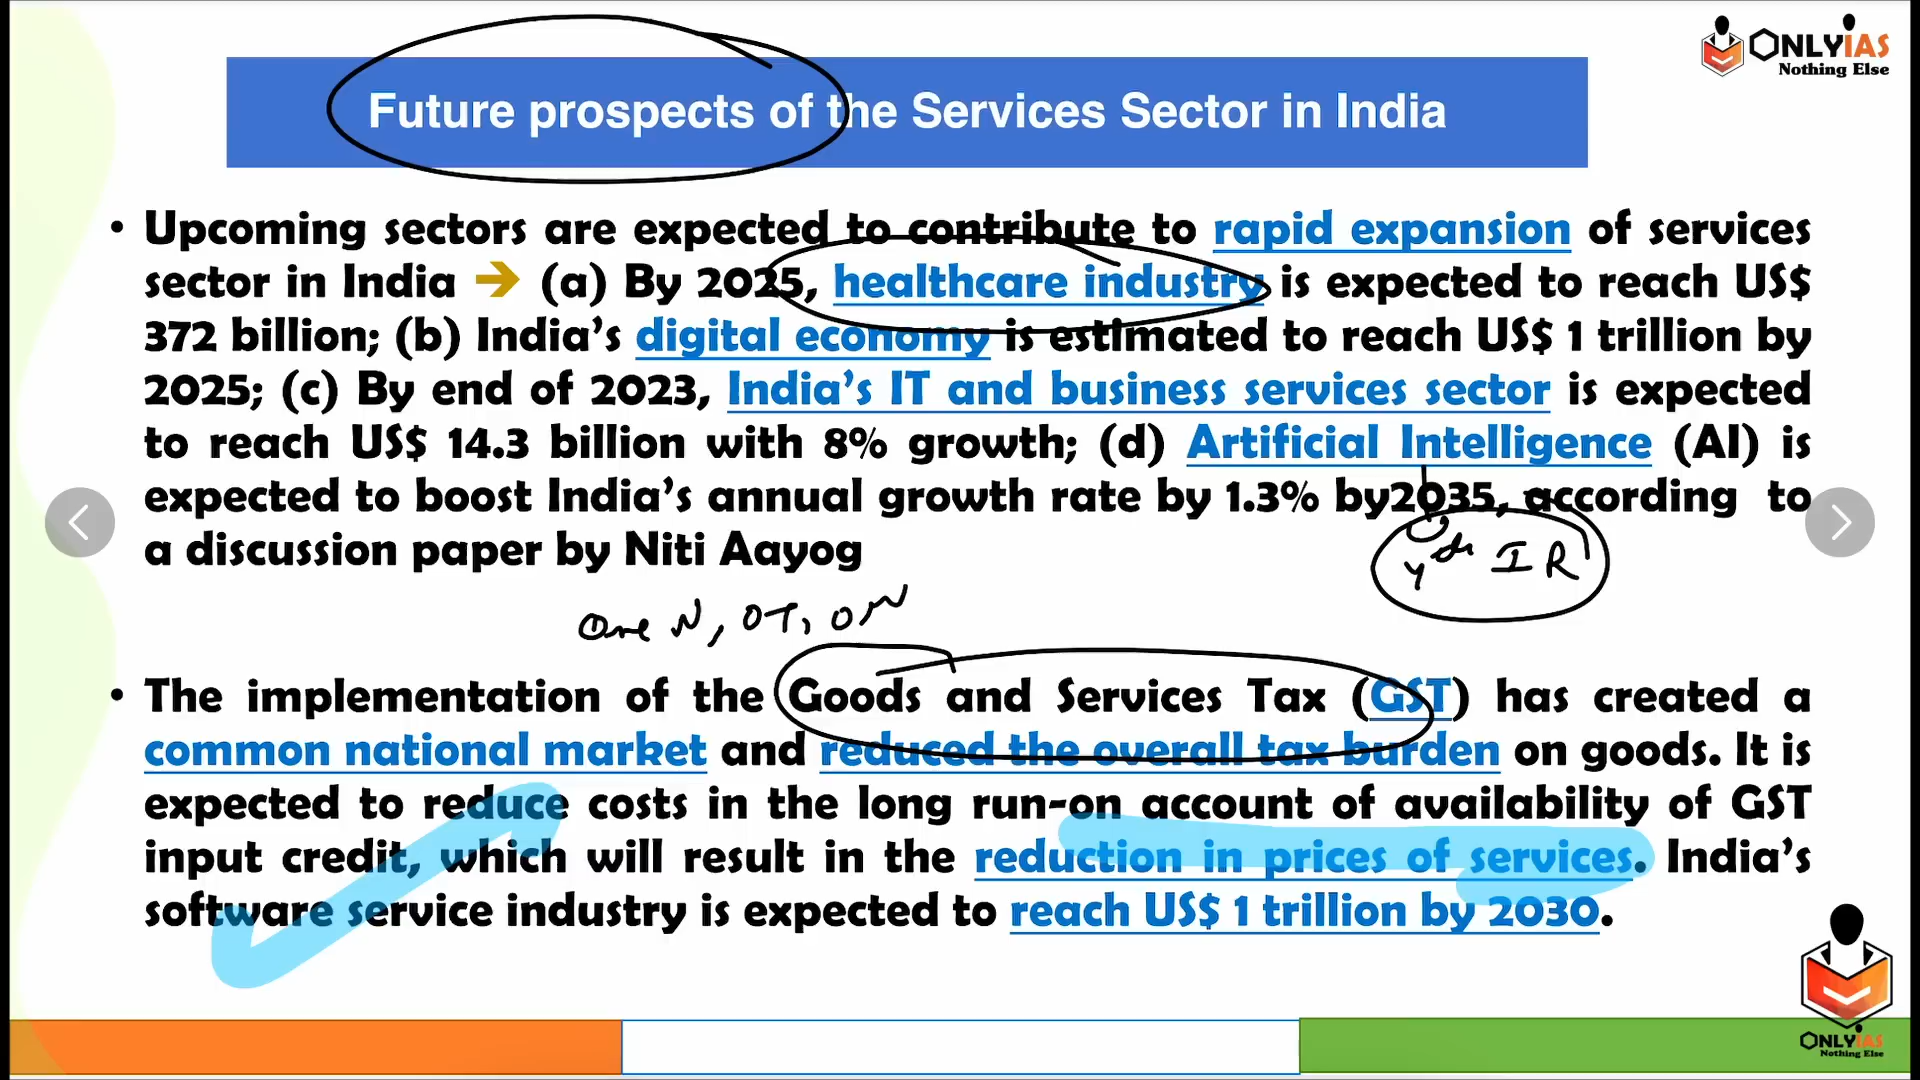 ONLYIAS
Nothing Else
Future prospects of the Services Sector in India
• Upcoming sectors are expected to contribute to rapid expansion of services
sector in India ➔ (a) By 2025, healthcare industry is expected to reach US$
372 billion; (b) India’s digital economy is estimated to reach US$ 1 trillion by
2025; (c) By end of 2023, India’s IT and business services sector is expected
to reach US$ 14.3 billion with 8% growth; (d) Artificial Intelligence (AI) is
expected to boost India’s annual growth rate by 1.3% by2035, according to
a discussion paper by Niti Aayog
4th IR
One N, OT, OM
• The implementation of the Goods and Services Tax (GST) has created a
common national market and reduced the overall tax burden on goods. It is
expected to reduce costs in the long run-on account of availability of GST
input credit, which will result in the reduction in prices of services. India’s
software service industry is expected to reach US$ 1 trillion by 2030.
ONLYIAS
Nothing Else